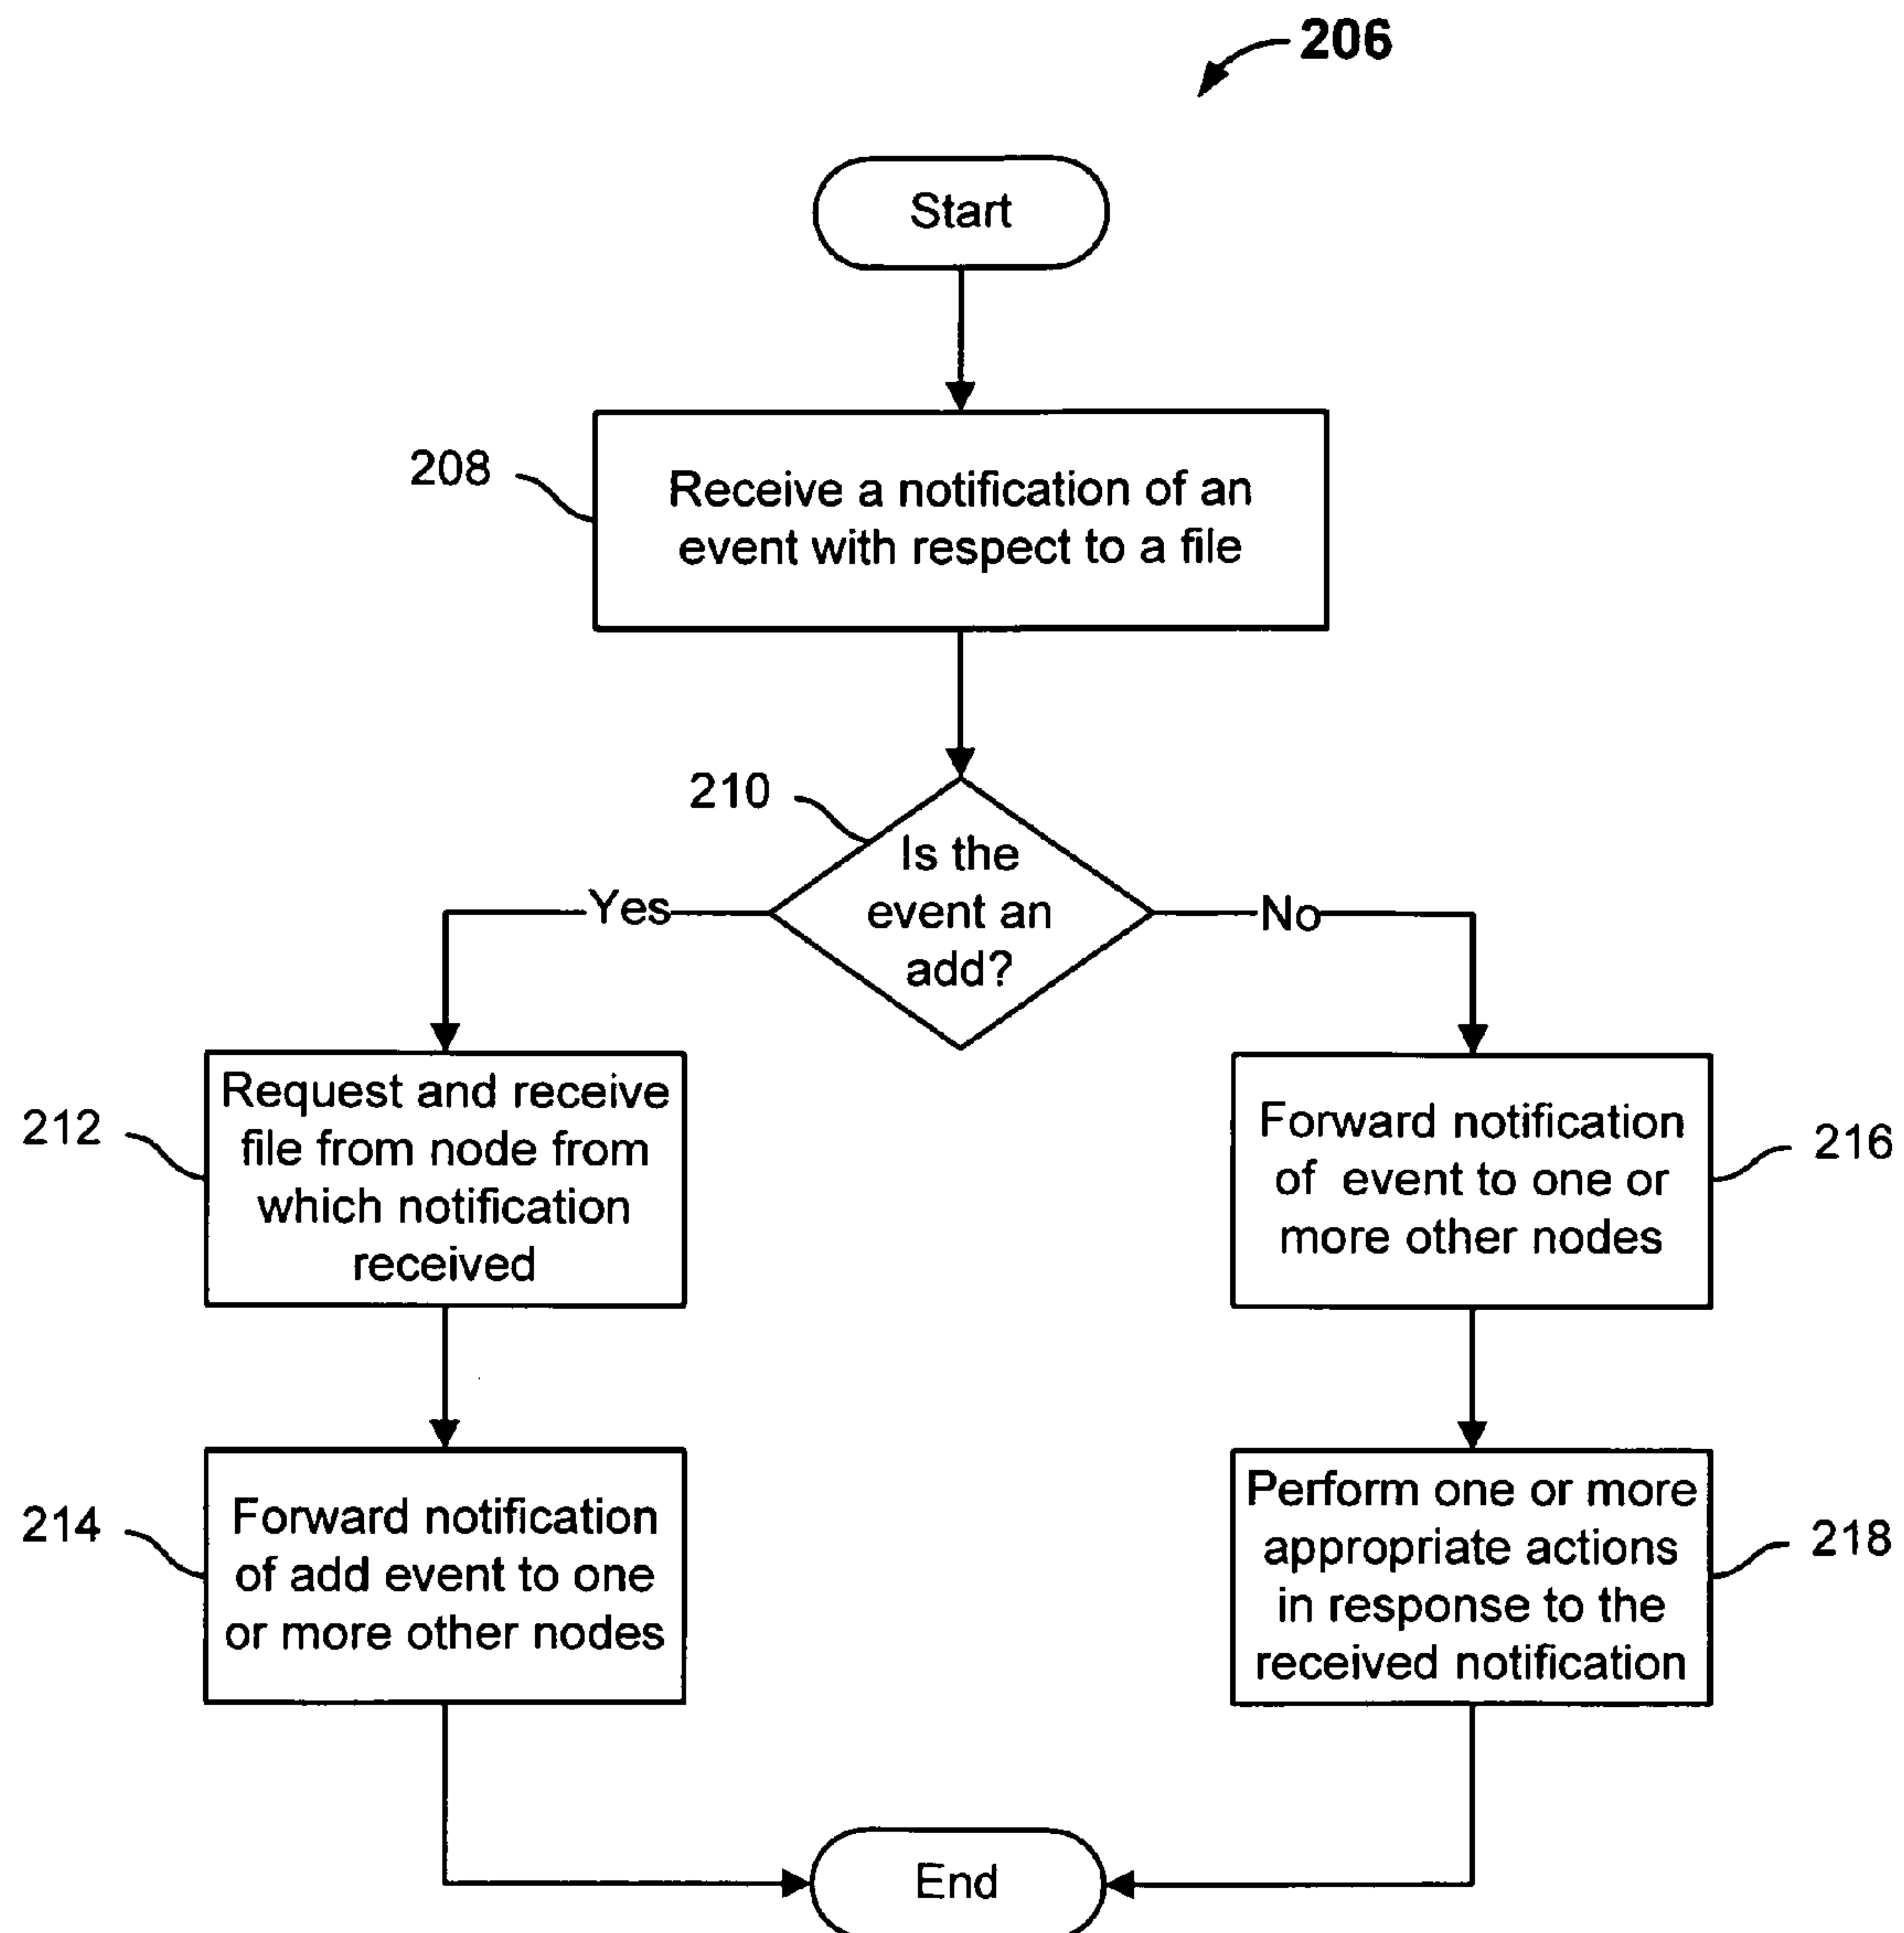 206
Start
208
Receive a notification of an
event with respect to a file
210
Is the
event an
add?
Yes
No
212
Request and receive
file from node from
which notification
received
Forward notification
of event to one or
more other nodes
216
214
Forward notification
of add event to one
or more other nodes
Perform one or more
appropriate actions
in response to the
received notification
218
End